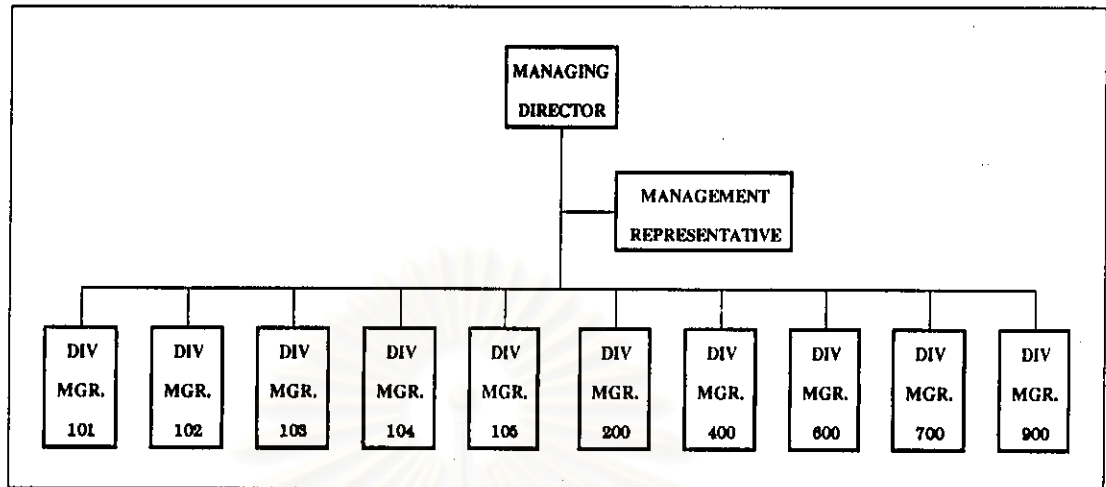 MANAGING
DIRECTOR
MANAGEMENT
REPRESENTATIVE
DIV
MGR.
101
DIV
MGR.
102
DIV
MGR.
103
DIV
MGR.
104
DIV
MGR.
105
DIV
MGR.
200
DIV
MGR.
400
DIV
MGR.
600
DIV
MGR.
700
DIV
MGR.
900